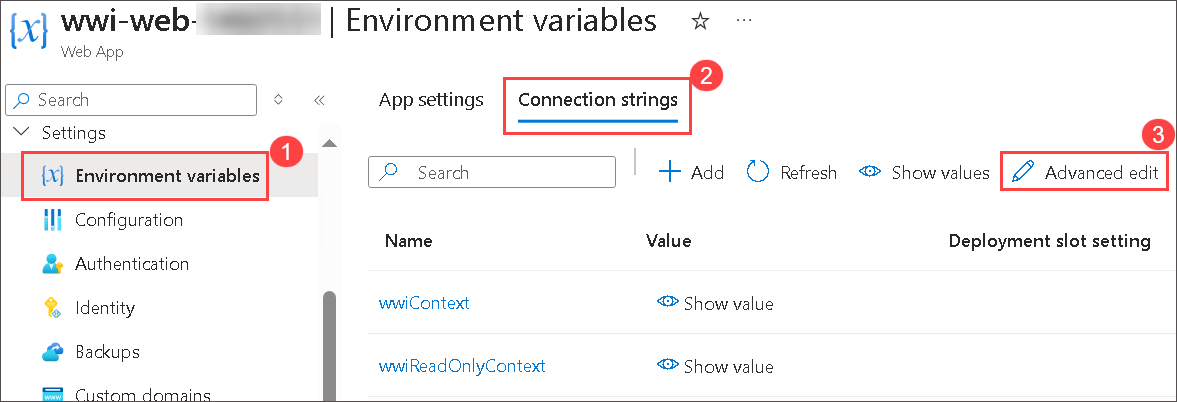 wwi-web- | Environment variables
Web App
Search
Settings
Environment variables
1
Configuration
Authentication
Identity
Backups
Custom domains
App settings
Connection strings
2
Search
Add
Refresh
Show values
Advanced edit
3
Name Value Deployment slot setting
wwiContext Show value
wwiReadOnlyContext Show value